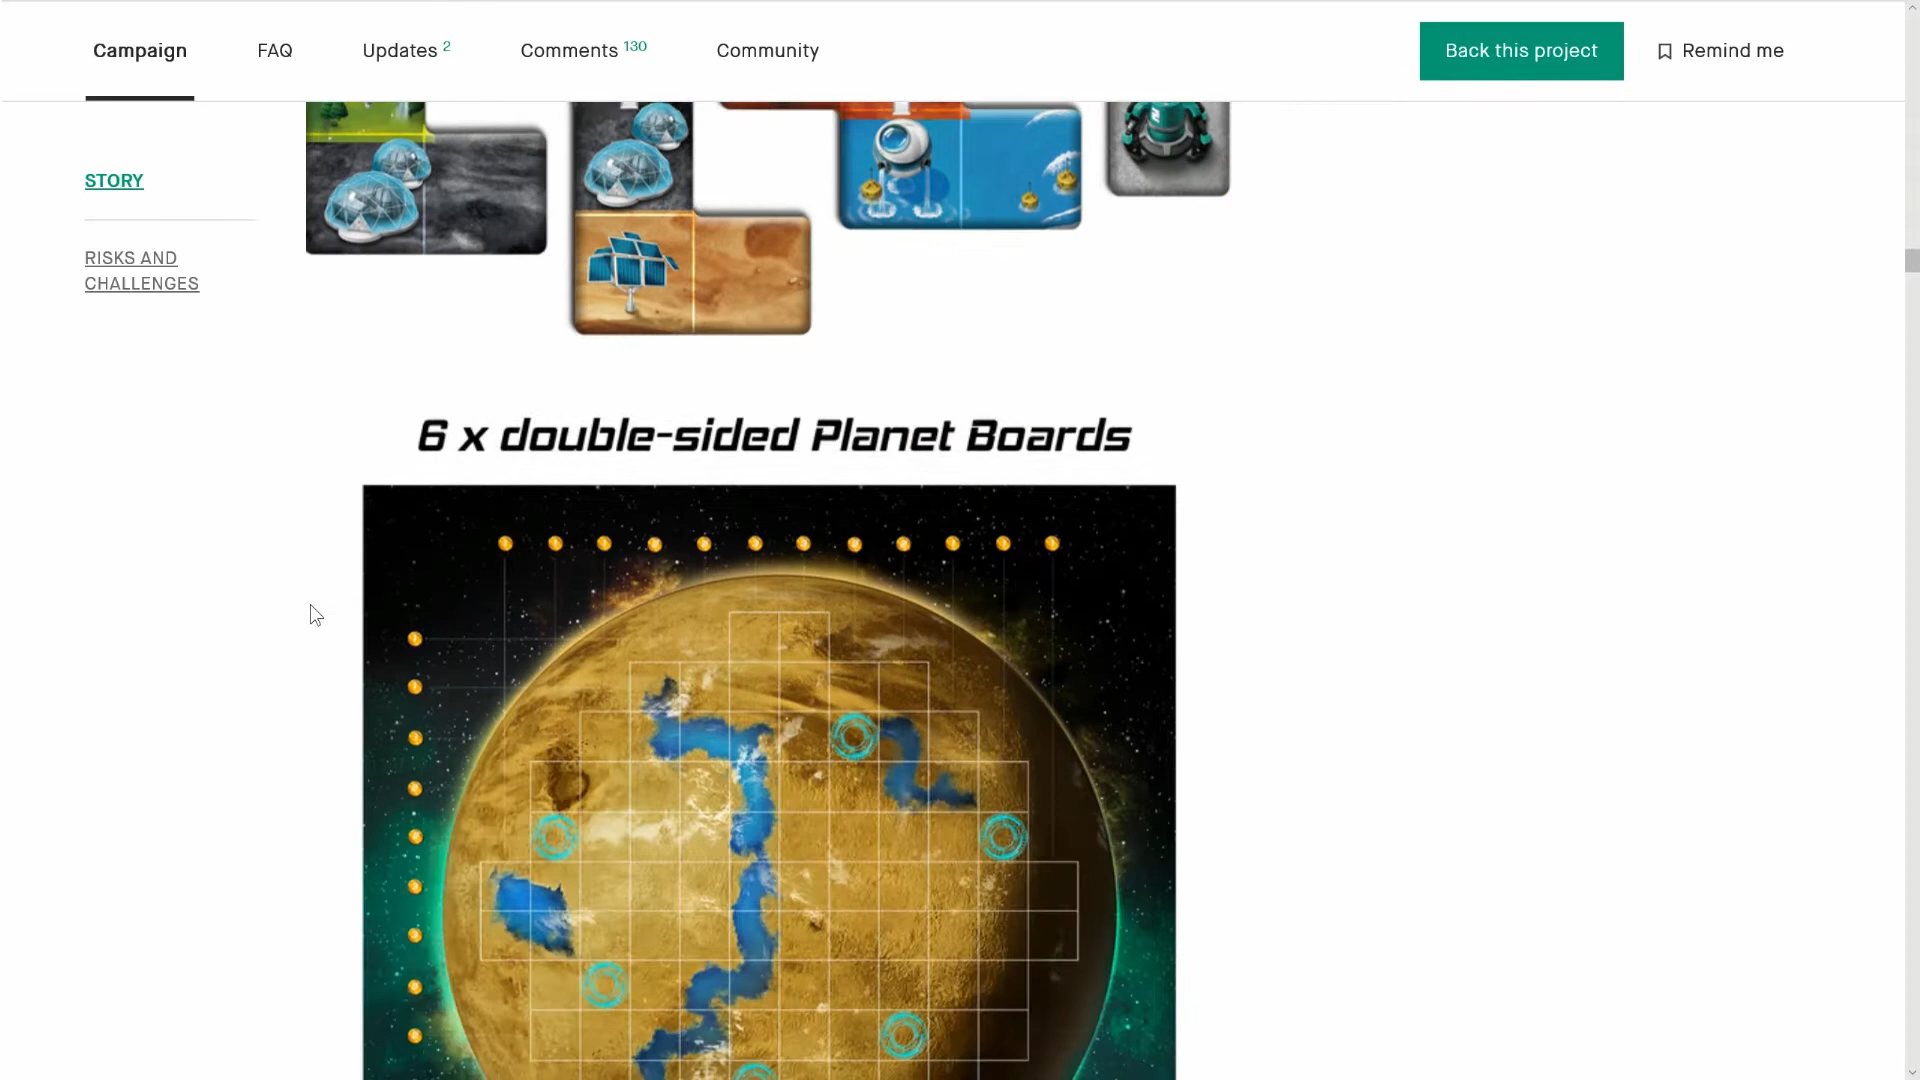 Campaign
FAQ
Updates 2
Comments 130
Community
Back this project
Remind me
STORY
RISKS AND
CHALLENGES
6 x double-sided Planet Boards